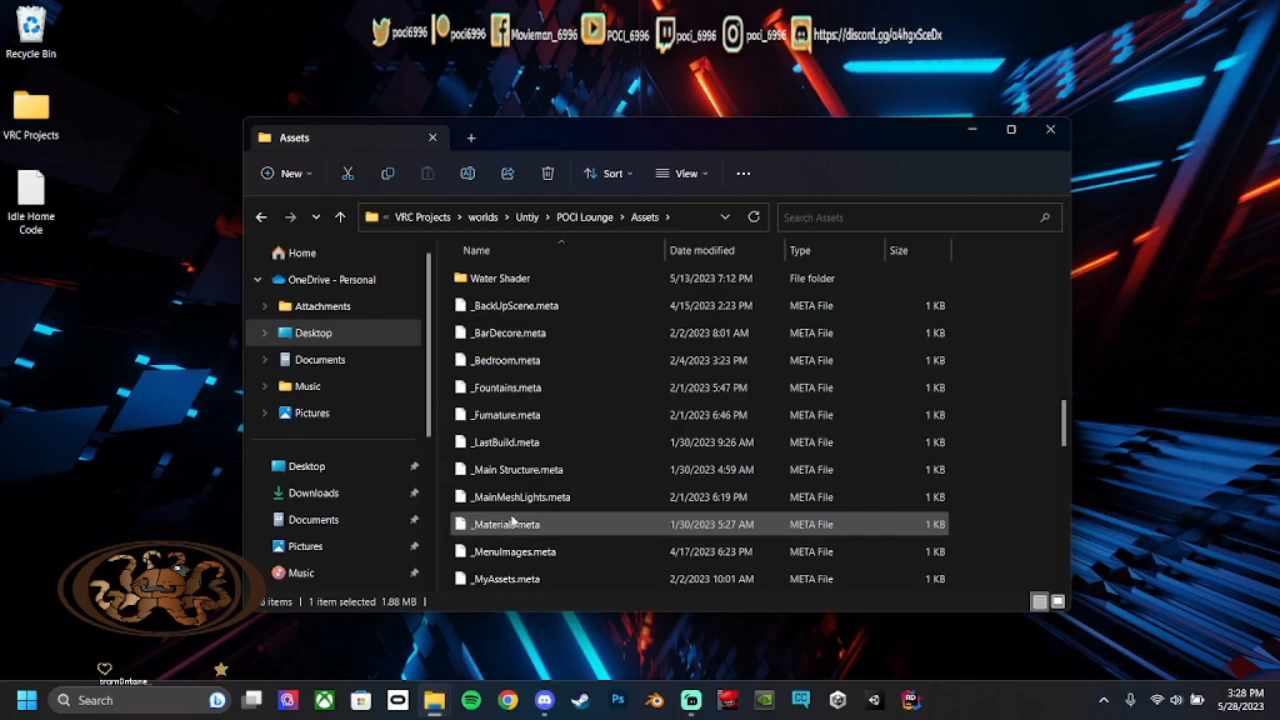 Recycle Bin
VRC Projects
Idle Home
Code
poci6996 poci6996 Movieman_6996 POCI_6996 poci_6996 poci_6996
Assets
New Sort View
« VRC Projects > worlds > Untiy > POCI Lounge > Assets >
Search Assets
Home
OneDrive - Personal
Attachments
Desktop
Documents
Music
Pictures
Desktop
Downloads
Documents
Pictures
Music
Name Date modified Type Size
Water Shader 5/13/2023 7:12 PM File folder
_BackUpScene.meta 4/15/2023 2:23 PM META File 1 KB
_BarDecore.meta 2/2/2023 8:01 AM META File 1 KB
_Bedroom.meta 2/4/2023 3:23 PM META File 1 KB
_Fountains.meta 2/1/2023 5:47 PM META File 1 KB
_Furnature.meta 2/1/2023 6:46 PM META File 1 KB
_LastBuild.meta 1/30/2023 9:26 AM META File 1 KB
_Main Structure.meta 1/30/2023 4:59 AM META File 1 KB
_MainMeshLights.meta 2/1/2023 6:19 PM META File 1 KB
_Materials.meta 1/30/2023 5:27 AM META File 1 KB
_MenuImages.meta 4/17/2023 6:23 PM META File 1 KB
_MyAssets.meta 2/2/2023 10:01 AM META File 1 KB
items | 1 item selected 1.88 MB |
Search
3:28 PM
5/28/2023